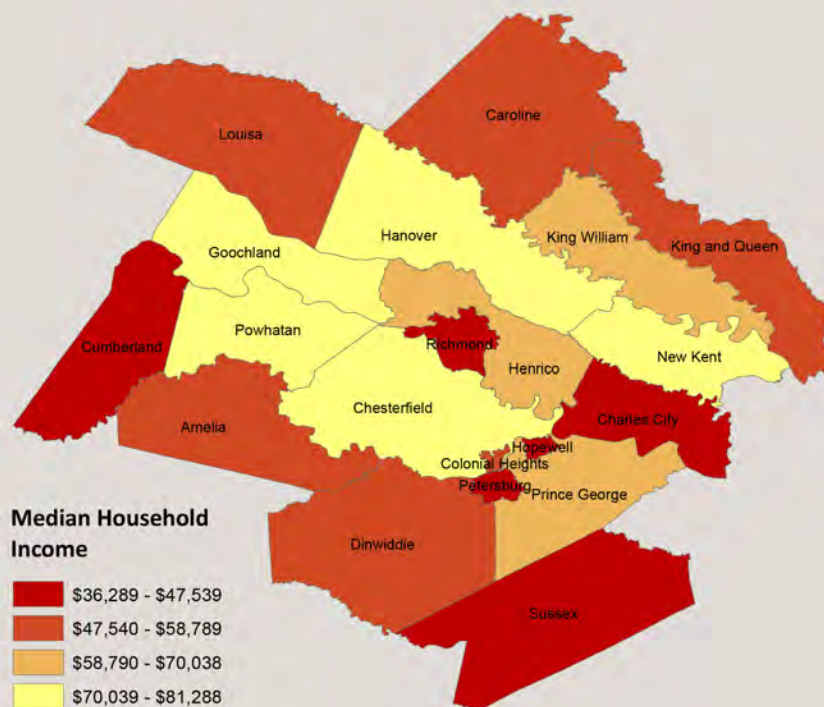 Caroline
Louisa
Hanover
King William
King and Queen
Goochland
Powhatan
Richmond
Cumberland
New Kent
Henrico
Chesterfield
Charles City
Amelia
Hopewell
Colonial Heights
Petersburg
Prince George
Dinwiddie
Sussex
Median Household
Income
$36,289 - $47,539
$47,540 - $58,789
$58,790 - $70,038
$70,039 - $81,288